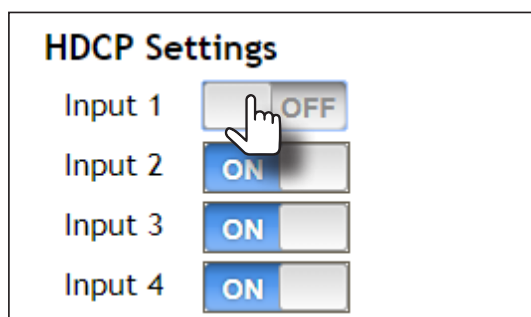 HDCP Settings
Input 1 OFF
Input 2 ON
Input 3 ON
Input 4 ON